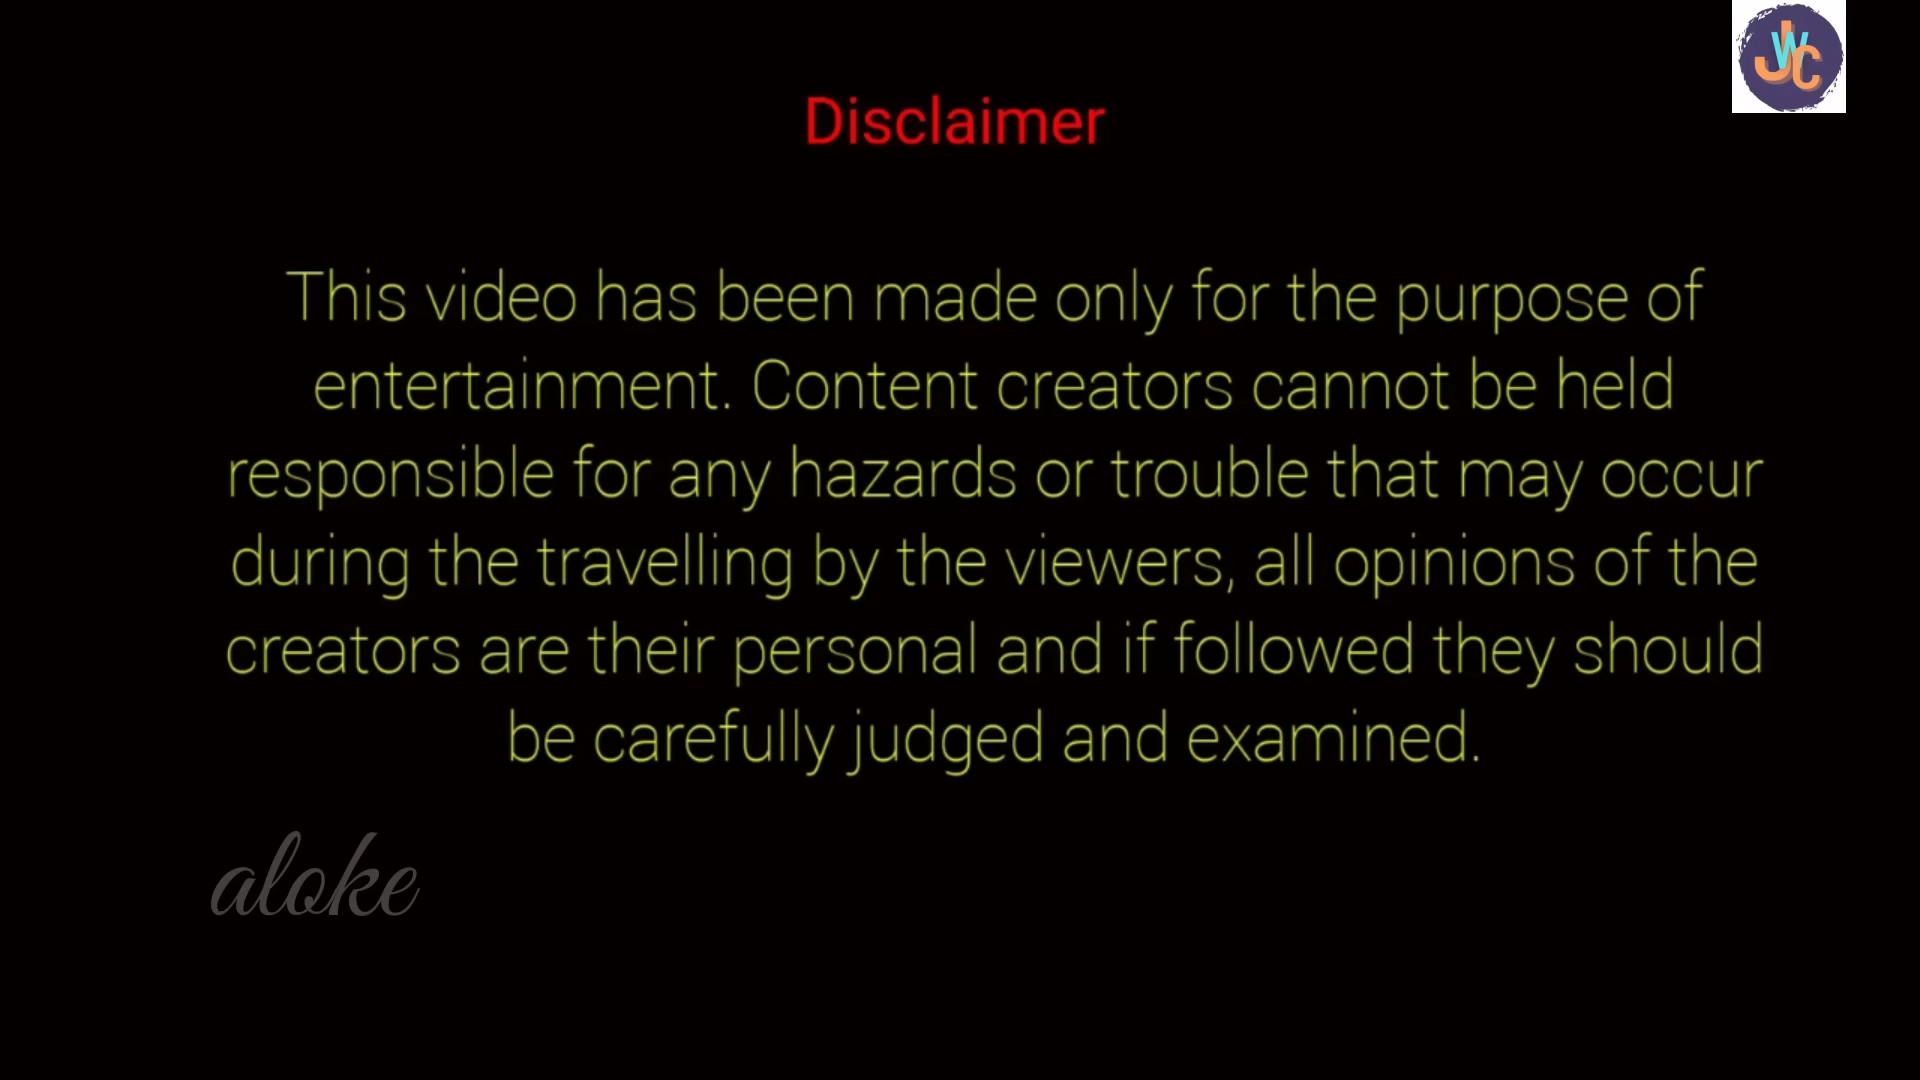 JWC
Disclaimer
This video has been made only for the purpose of
entertainment. Content creators cannot be held
responsible for any hazards or trouble that may occur
during the travelling by the viewers, all opinions of the
creators are their personal and if followed they should
be carefully judged and examined.
aloke